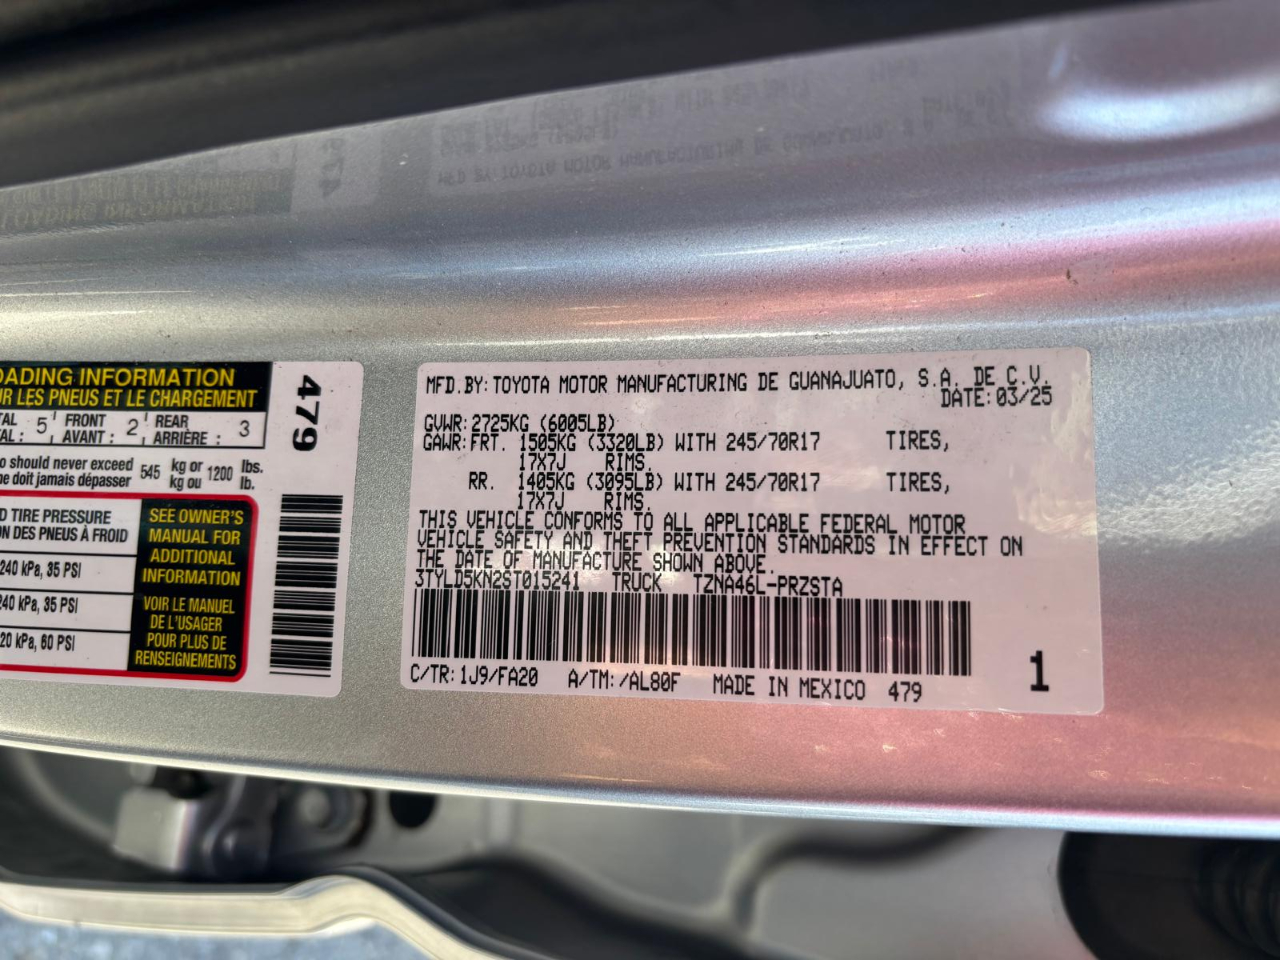 OADING INFORMATION
UR LES PNEUS ET LE CHARGEMENT
TAL 5 FRONT 2 REAR 3
AL : AVANT : ARRIÈRE :
o should never exceed 545 kg or 1200 lbs.
pe doit jamais dépasser kg ou lb.
D TIRE PRESSURE
ON DES PNEUS À FROID
240 kPa, 35 PSI
240 kPa, 35 PSI
20 kPa, 60 PSI
SEE OWNER'S
MANUAL FOR
ADDITIONAL
INFORMATION
VOIR LE MANUEL
DE L'USAGER
POUR PLUS DE
RENSEIGNEMENTS
479
MFD.BY:TOYOTA MOTOR MANUFACTURING DE GUANAJUATO, S.A. DE C.V.
DATE:03/25
GVWR:2725KG (6005LB)
GAWR:FRT. 1505KG (3320LB) WITH 245/70R17 TIRES,
17X7J RIMS.
RR. 1405KG (3095LB) WITH 245/70R17 TIRES,
17X7J RIMS.
THIS VEHICLE CONFORMS TO ALL APPLICABLE FEDERAL MOTOR
VEHICLE SAFETY AND THEFT PREVENTION STANDARDS IN EFFECT ON
THE DATE OF MANUFACTURE SHOWN ABOVE.
3TYLD5KN2ST015241 TRUCK TZNA46L-PRZSTA
C/TR:1J9/FA20 A/TM:/AL80F MADE IN MEXICO 479
1